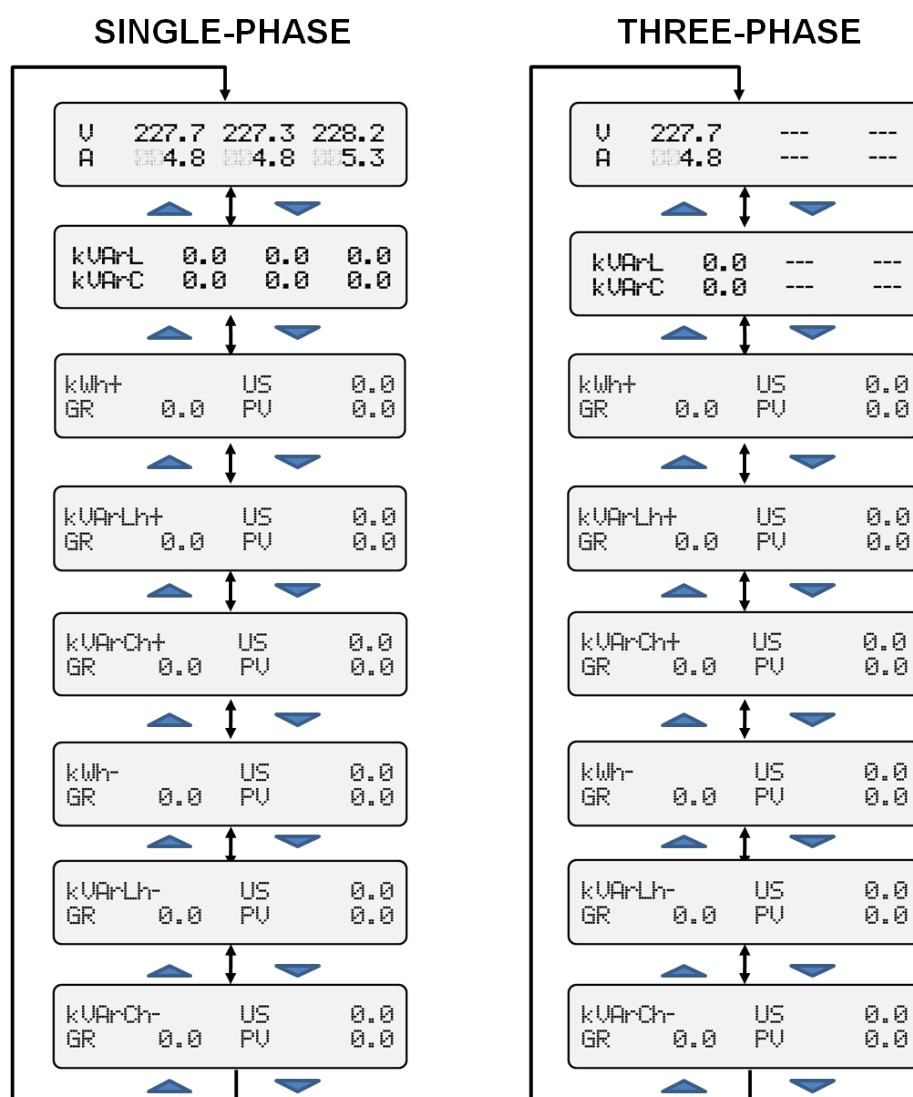 SINGLE-PHASE
V 227.7 227.3 228.2
A 4.8 4.8 5.3
kVArL 0.0 0.0 0.0
kVArC 0.0 0.0 0.0
kWh+ US 0.0
GR 0.0 PV 0.0
kVArLh+ US 0.0
GR 0.0 PV 0.0
kVArCh+ US 0.0
GR 0.0 PV 0.0
kWh- US 0.0
GR 0.0 PV 0.0
kVArLh- US 0.0
GR 0.0 PV 0.0
kVArCh- US 0.0
GR 0.0 PV 0.0
THREE-PHASE
V 227.7 --- ---
A 4.8 --- ---
kVArL 0.0 --- ---
kVArC 0.0 --- ---
kWh+ US 0.0
GR 0.0 PV 0.0
kVArLh+ US 0.0
GR 0.0 PV 0.0
kVArCh+ US 0.0
GR 0.0 PV 0.0
kWh- US 0.0
GR 0.0 PV 0.0
kVArLh- US 0.0
GR 0.0 PV 0.0
kVArCh- US 0.0
GR 0.0 PV 0.0